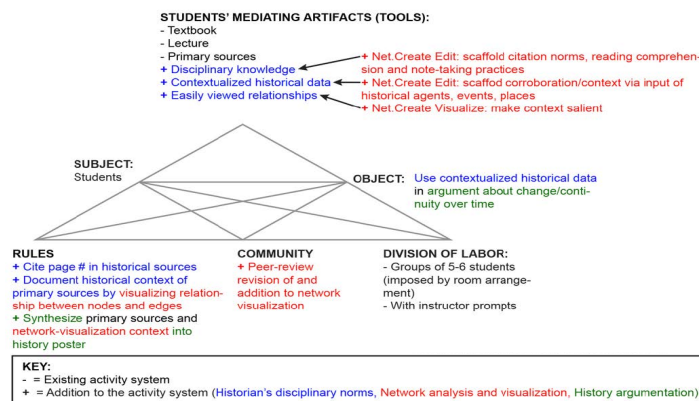 STUDENTS' MEDIATING ARTIFACTS (TOOLS):
- Textbook
- Lecture
- Primary sources
+ Disciplinary knowledge
+ Contextualized historical data
+ Easily viewed relationships
+ Net.Create Edit: scaffold citation norms, reading comprehen-
sion and note-taking practices
+ Net.Create Edit: scaffod corroboration/context via input of
historical agents, events, places
+ Net.Create Visualize: make context salient
SUBJECT:
Students
OBJECT: Use contextualized historical data
in argument about change/conti-
nuity over time
RULES
+ Cite page # in historical sources
+ Document historical context of
primary sources by visualizing relation-
ship between nodes and edges
+ Synthesize primary sources and
network-visualization context into
history poster
COMMUNITY
+ Peer-review
revision of and
addition to network
visualization
DIVISION OF LABOR:
- Groups of 5-6 students
(imposed by room arrange-
ment)
- With instructor prompts
KEY:
- = Existing activity system
+ = Addition to the activity system (Historian's disciplinary norms, Network analysis and visualization, History argumentation)